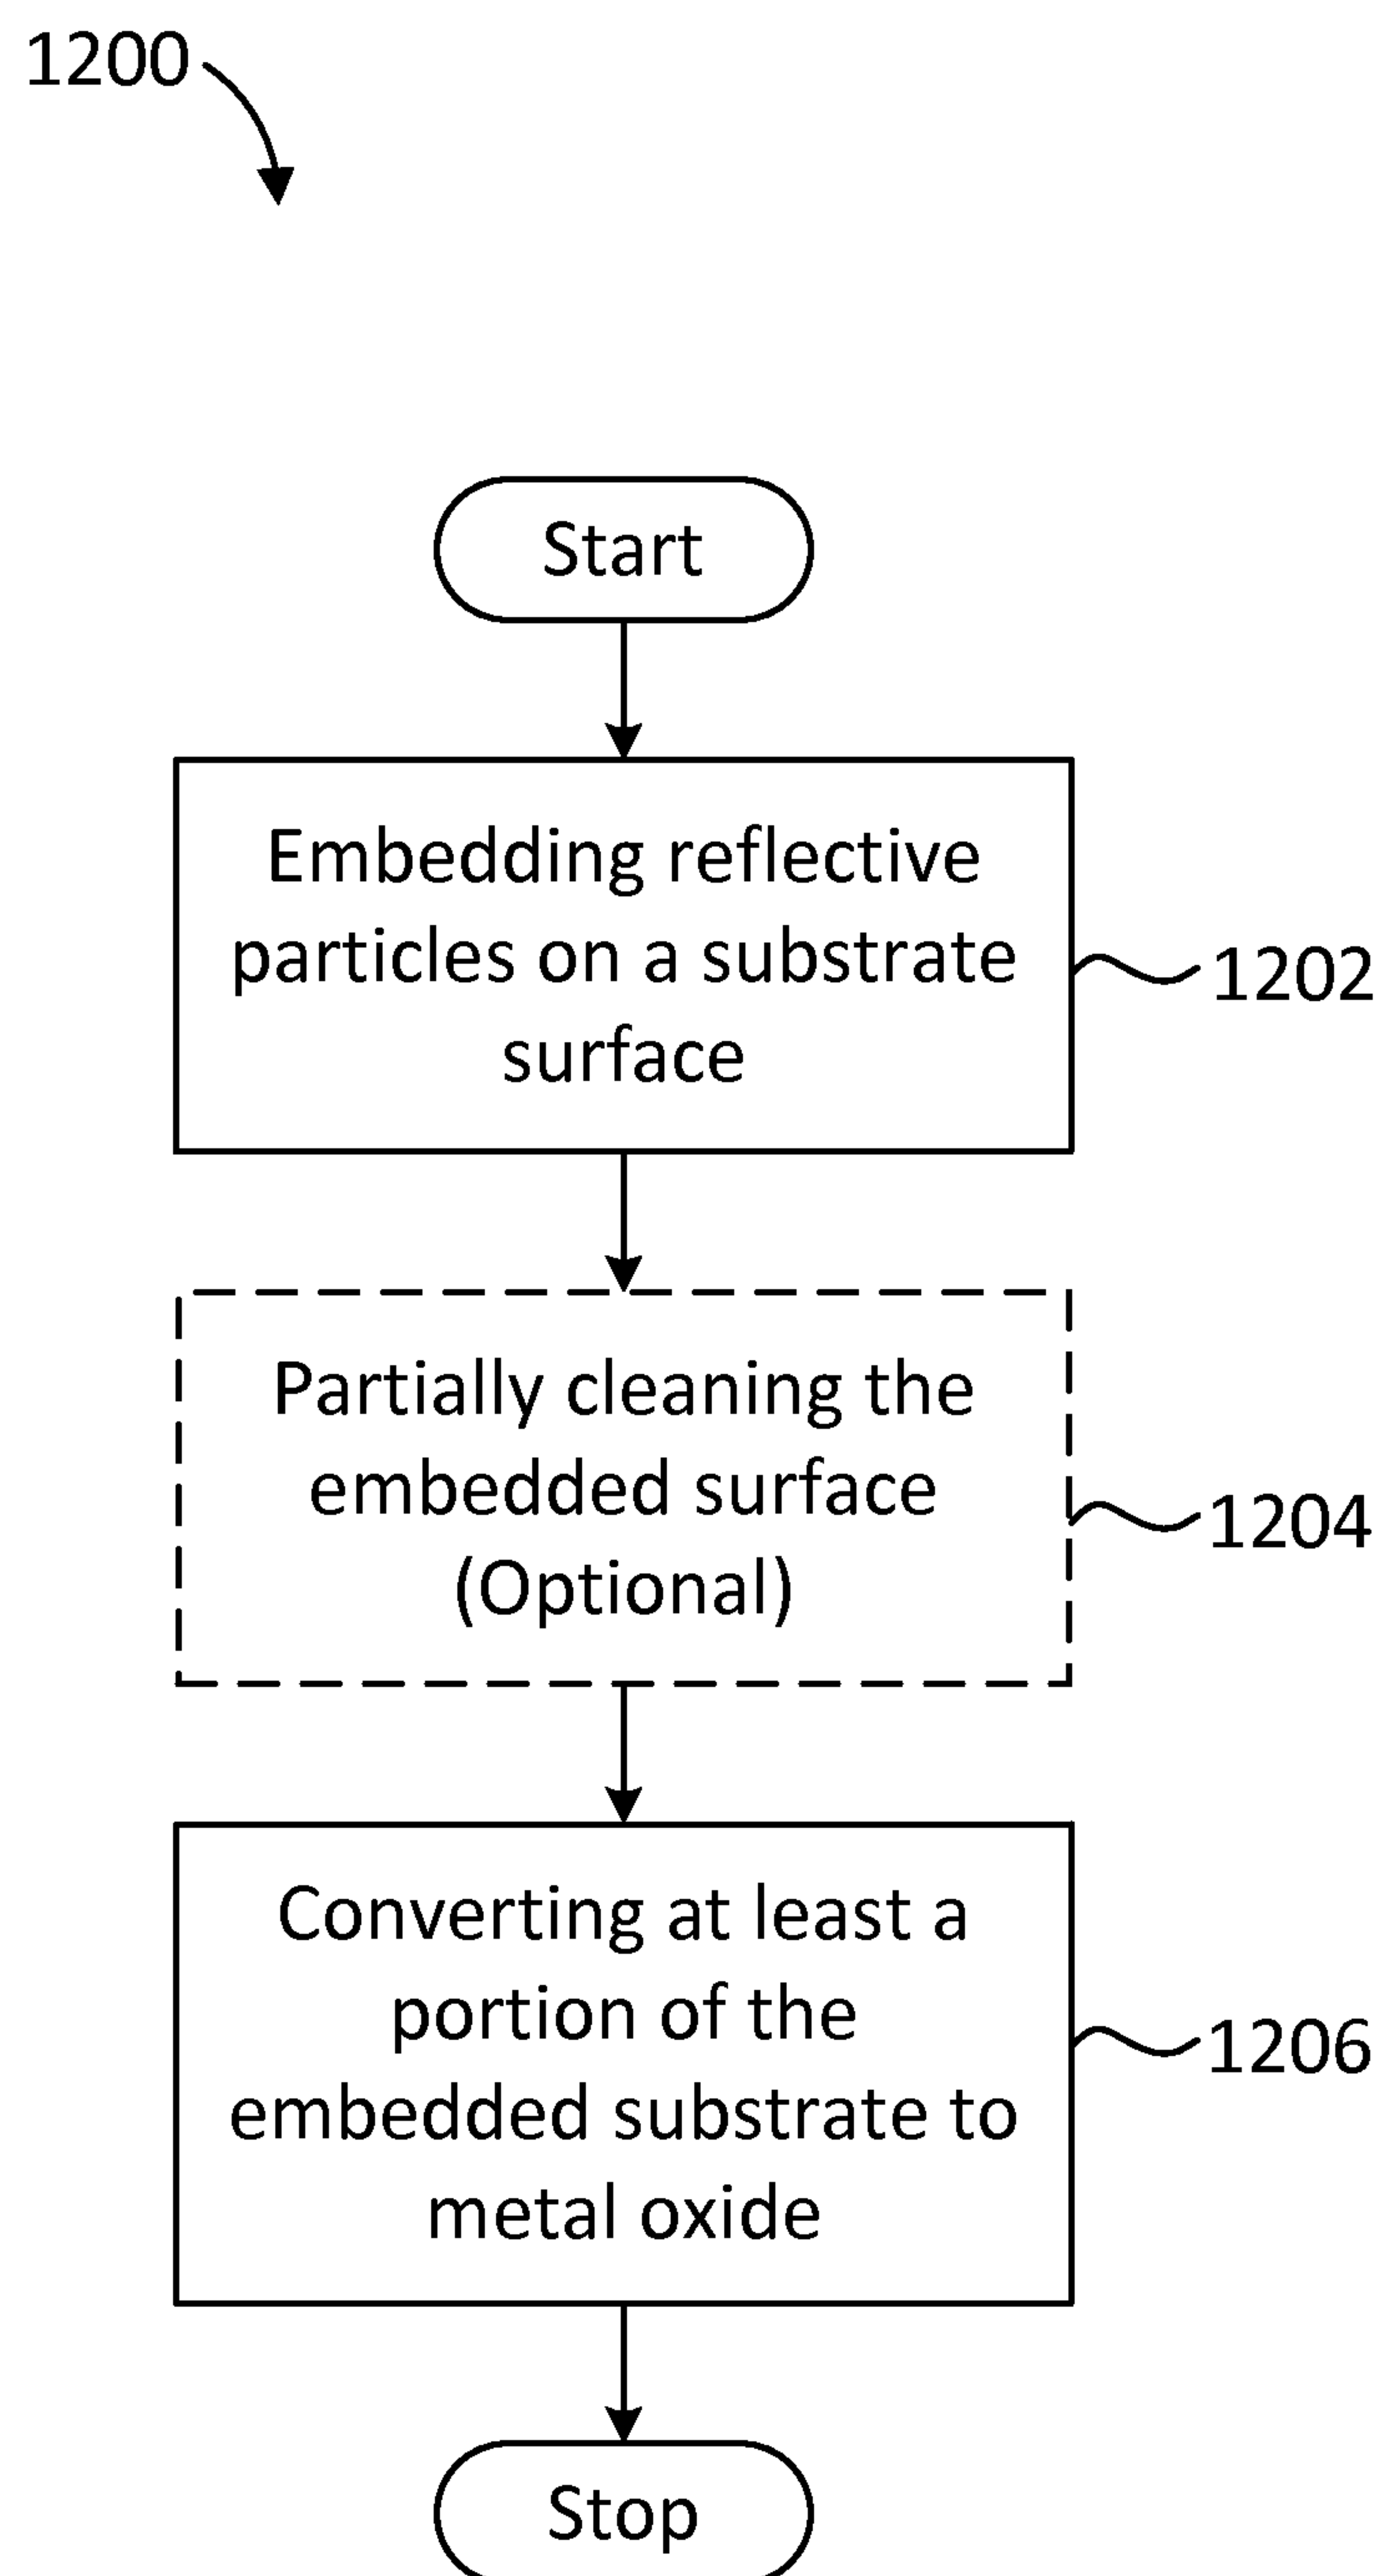 1200
Start
Embedding reflective
particles on a substrate
surface
1202
Partially cleaning the
embedded surface
(Optional)
1204
Converting at least a
portion of the
embedded substrate to
metal oxide
1206
Stop